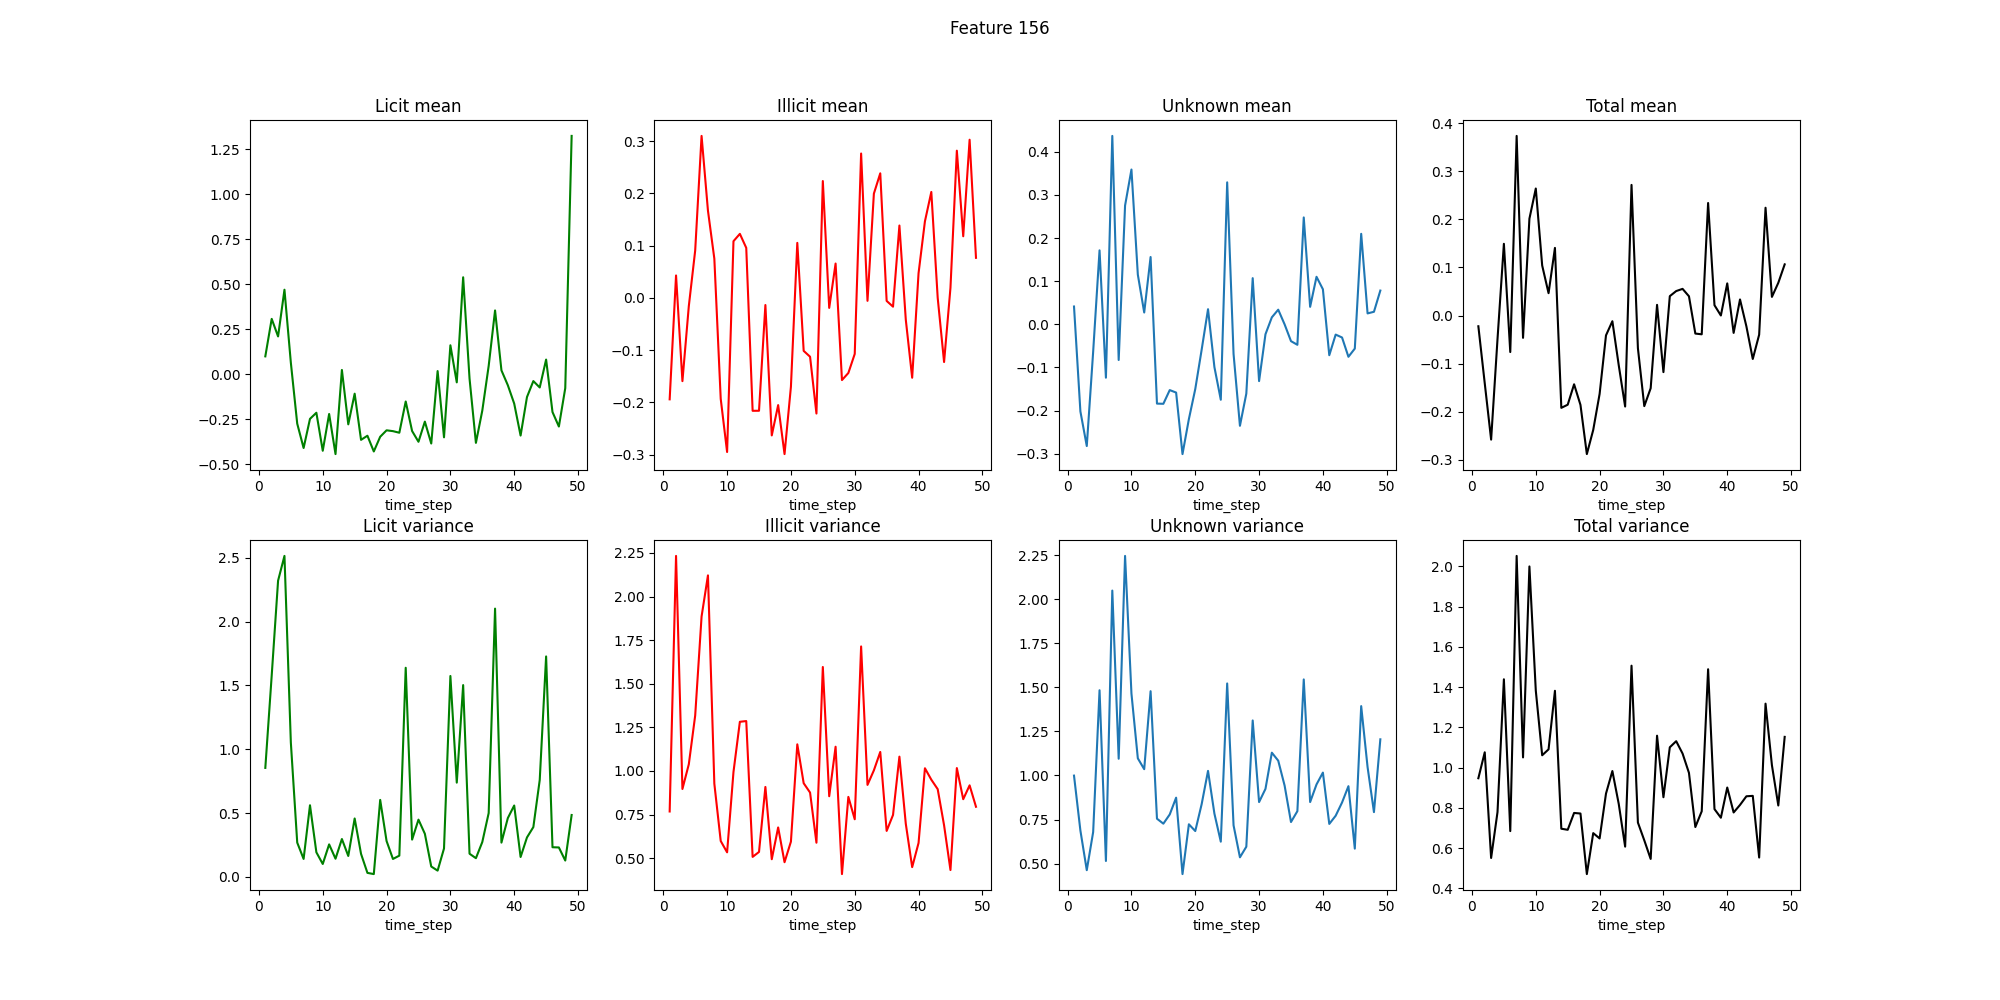 Feature 156
Licit mean
Illicit mean
Unknown mean
Total mean
1.25
1.00
0.75
0.50
0.25
0.00
−0.25
−0.50
0 10 20 30 40 50
time_step
0.3
0.2
0.1
0.0
−0.1
−0.2
−0.3
0 10 20 30 40 50
time_step
0.4
0.3
0.2
0.1
0.0
−0.1
−0.2
−0.3
0 10 20 30 40 50
time_step
0.4
0.3
0.2
0.1
0.0
−0.1
−0.2
−0.3
0 10 20 30 40 50
time_step
Licit variance
Illicit variance
Unknown variance
Total variance
2.5
2.0
1.5
1.0
0.5
0.0
0 10 20 30 40 50
time_step
2.25
2.00
1.75
1.50
1.25
1.00
0.75
0.50
0 10 20 30 40 50
time_step
2.25
2.00
1.75
1.50
1.25
1.00
0.75
0.50
0 10 20 30 40 50
time_step
2.0
1.8
1.6
1.4
1.2
1.0
0.8
0.6
0.4
0 10 20 30 40 50
time_step